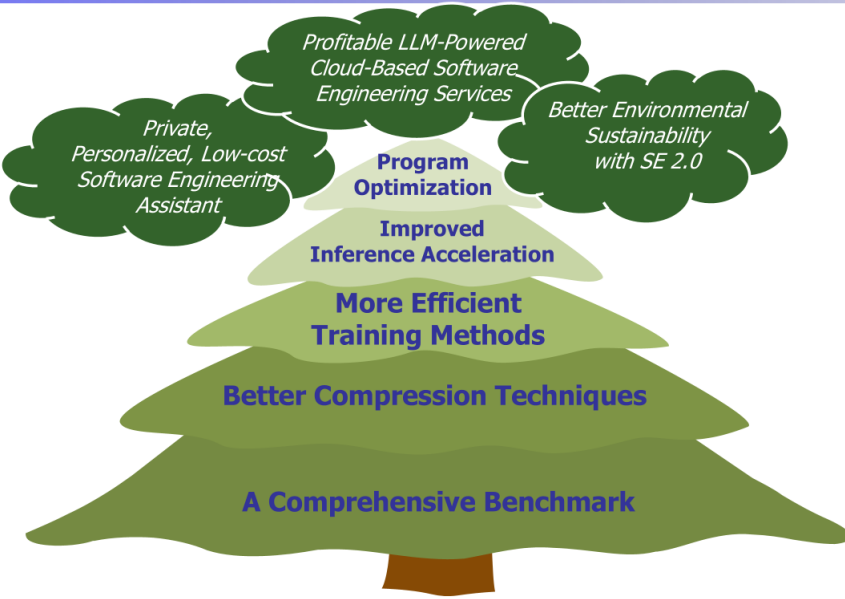 Profitable LLM-Powered
Cloud-Based Software
Engineering Services
Private,
Personalized, Low-cost
Software Engineering
Assistant
Better Environmental
Sustainability
with SE 2.0
Program
Optimization
Improved
Inference Acceleration
More Efficient
Training Methods
Better Compression Techniques
A Comprehensive Benchmark